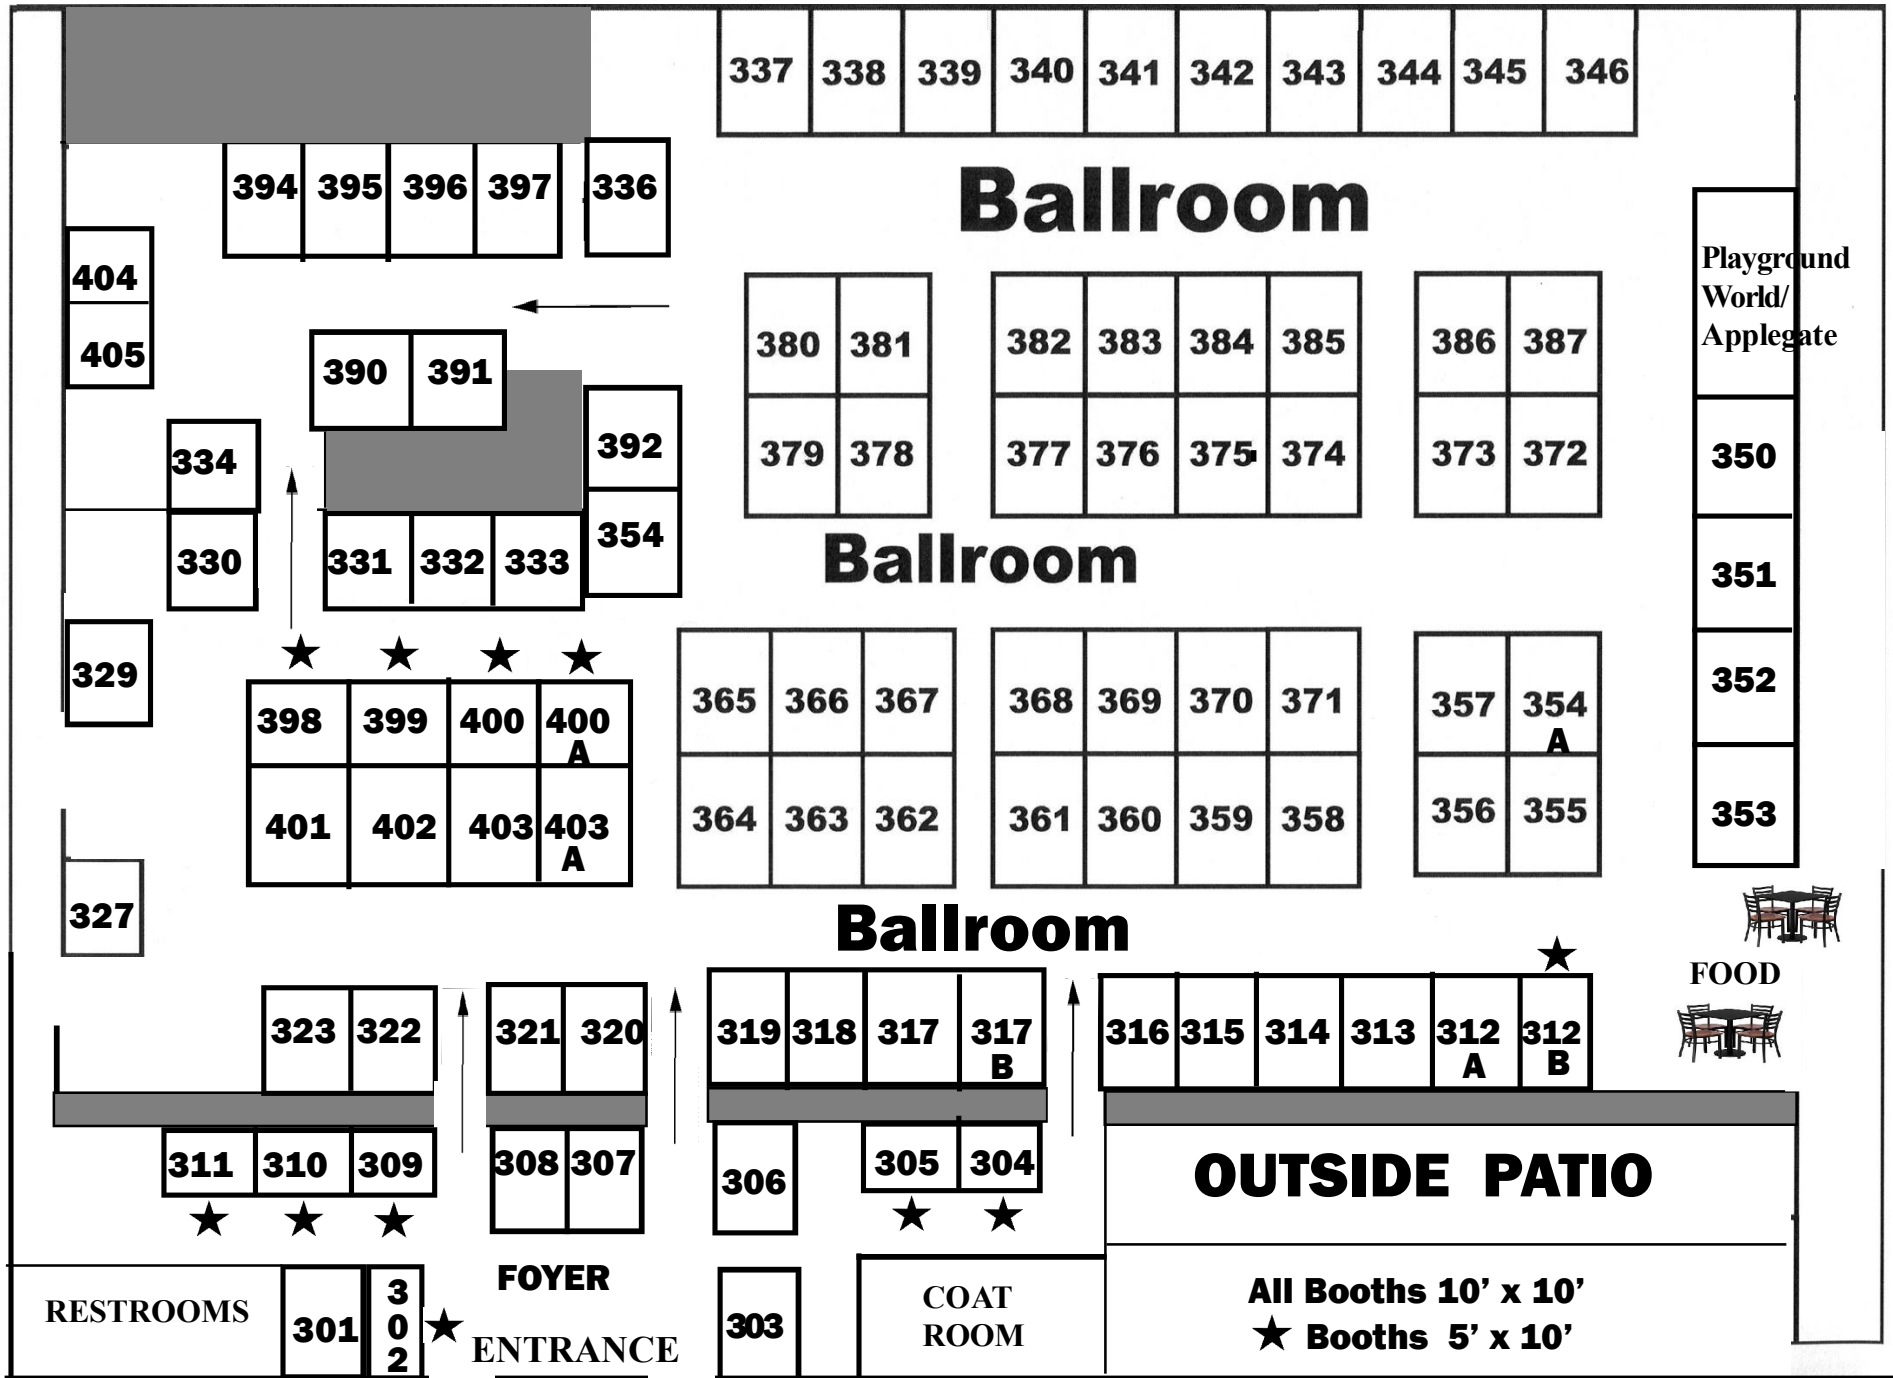 337 338 339 340 341 342 343 344 345 346
394 395 396 397 336
Ballroom
404
405
Playground
World/
Applegate
390 391
380 381 382 383 384 385 386 387
334
392
379 378 377 376 375 374 373 372
350
330
331 332 333
354
Ballroom
351
329
398 399 400 400
A
365 366 367 368 369 370 371 357 354
A
352
401 402 403 403
A
364 363 362 361 360 359 358 356 355
353
327
Ballroom
FOOD
323 322 321 320 319 318 317 317
B
316 315 314 313 312
A
312
B
311 310 309 308 307 306 305 304
OUTSIDE PATIO
RESTROOMS
301
3
0
2
FOYER
ENTRANCE
303
COAT
ROOM
All Booths 10’ x 10’
★ Booths 5’ x 10’